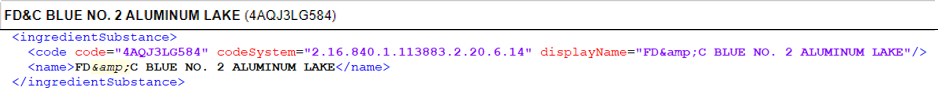 FD&C BLUE NO. 2 ALUMINUM LAKE (4AQJ3LG584)
<ingredientSubstance>
<code code="4AQJ3LG584" codeSystem="2.16.840.1.113883.2.20.6.14" displayName="FD&amp;C BLUE NO. 2 ALUMINUM LAKE"/>
<name>FD&amp;C BLUE NO. 2 ALUMINUM LAKE</name>
</ingredientSubstance>